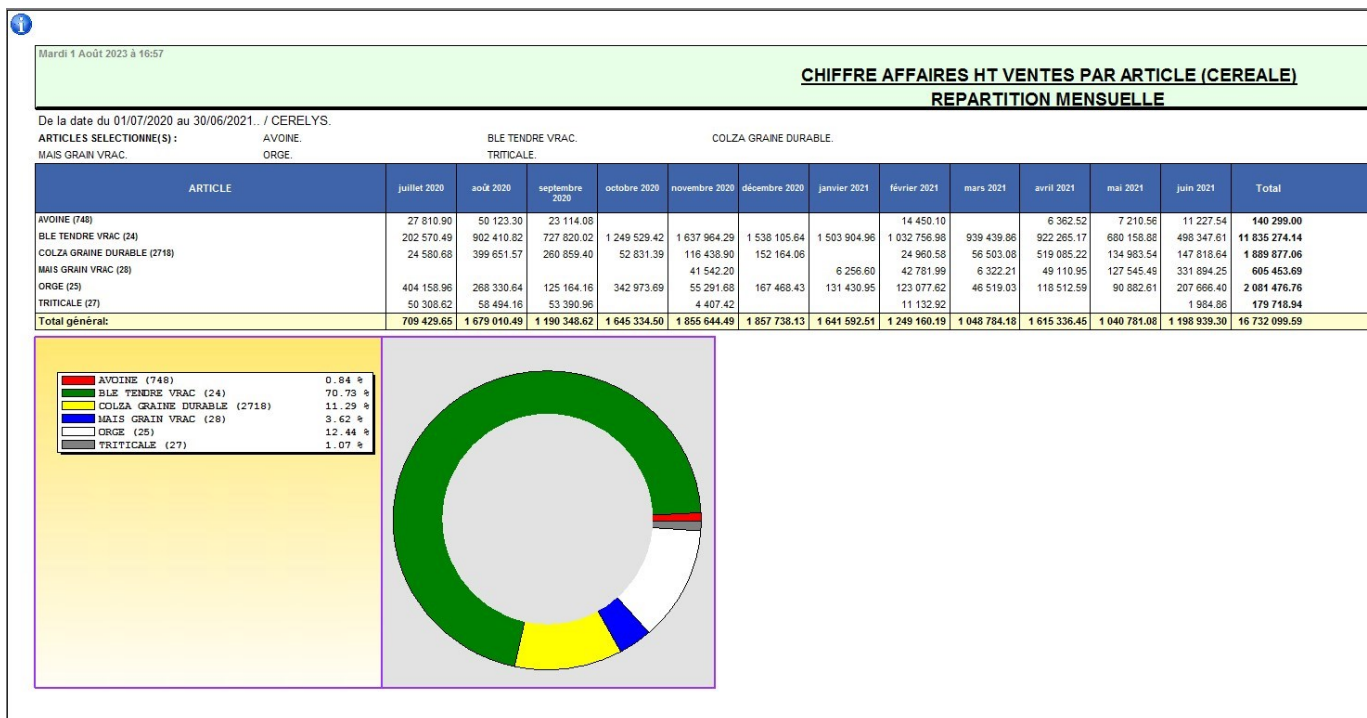 Mardi 1 Août 2023 à 16:57
CHIFFRE AFFAIRES HT VENTES PAR ARTICLE (CEREALE)
REPARTITION MENSUELLE
De la date du 01/07/2020 au 30/06/2021.. / CERELYS.
ARTICLES SELECTIONNE(S) : AVOINE. BLE TENDRE VRAC. COLZA GRAINE DURABLE.
MAIS GRAIN VRAC. ORGE. TRITICALE.
ARTICLE juillet 2020 août 2020 septembre 2020 octobre 2020 novembre 2020 décembre 2020 janvier 2021 février 2021 mars 2021 avril 2021 mai 2021 juin 2021 Total
AVOINE (748) 27 810.90 50 123.30 23 114.08 14 450.10 6 362.52 7 210.56 11 227.54 140 299.00
BLE TENDRE VRAC (24) 202 570.49 902 410.82 727 820.02 1 249 529.42 1 637 964.29 1 538 105.64 1 503 904.96 1 032 756.98 939 439.86 922 265.17 680 158.88 498 347.61 11 835 274.14
COLZA GRAINE DURABLE (2718) 24 580.68 399 651.57 260 859.40 52 831.39 116 438.90 152 164.06 24 960.58 56 503.08 519 085.22 134 983.54 147 818.64 1 889 877.06
MAIS GRAIN VRAC (28) 41 542.20 6 256.60 42 781.99 6 322.21 49 110.95 127 545.49 331 894.25 605 453.69
ORGE (25) 404 158.96 268 330.64 125 164.16 342 973.69 55 291.68 167 468.43 131 430.95 123 077.62 46 519.03 118 512.59 90 882.61 207 666.40 2 081 476.76
TRITICALE (27) 50 308.62 58 494.16 53 390.96 4 407.42 11 132.92 1 984.86 179 718.94
Total général: 709 429.65 1 679 010.49 1 190 348.62 1 645 334.50 1 855 644.49 1 857 738.13 1 641 592.51 1 249 160.19 1 048 784.18 1 615 336.45 1 040 781.08 1 198 939.30 16 732 099.59
AVOINE (748) 0.84 %
BLE TENDRE VRAC (24) 70.73 %
COLZA GRAINE DURABLE (2718) 11.29 %
MAIS GRAIN VRAC (28) 3.62 %
ORGE (25) 12.44 %
TRITICALE (27) 1.07 %